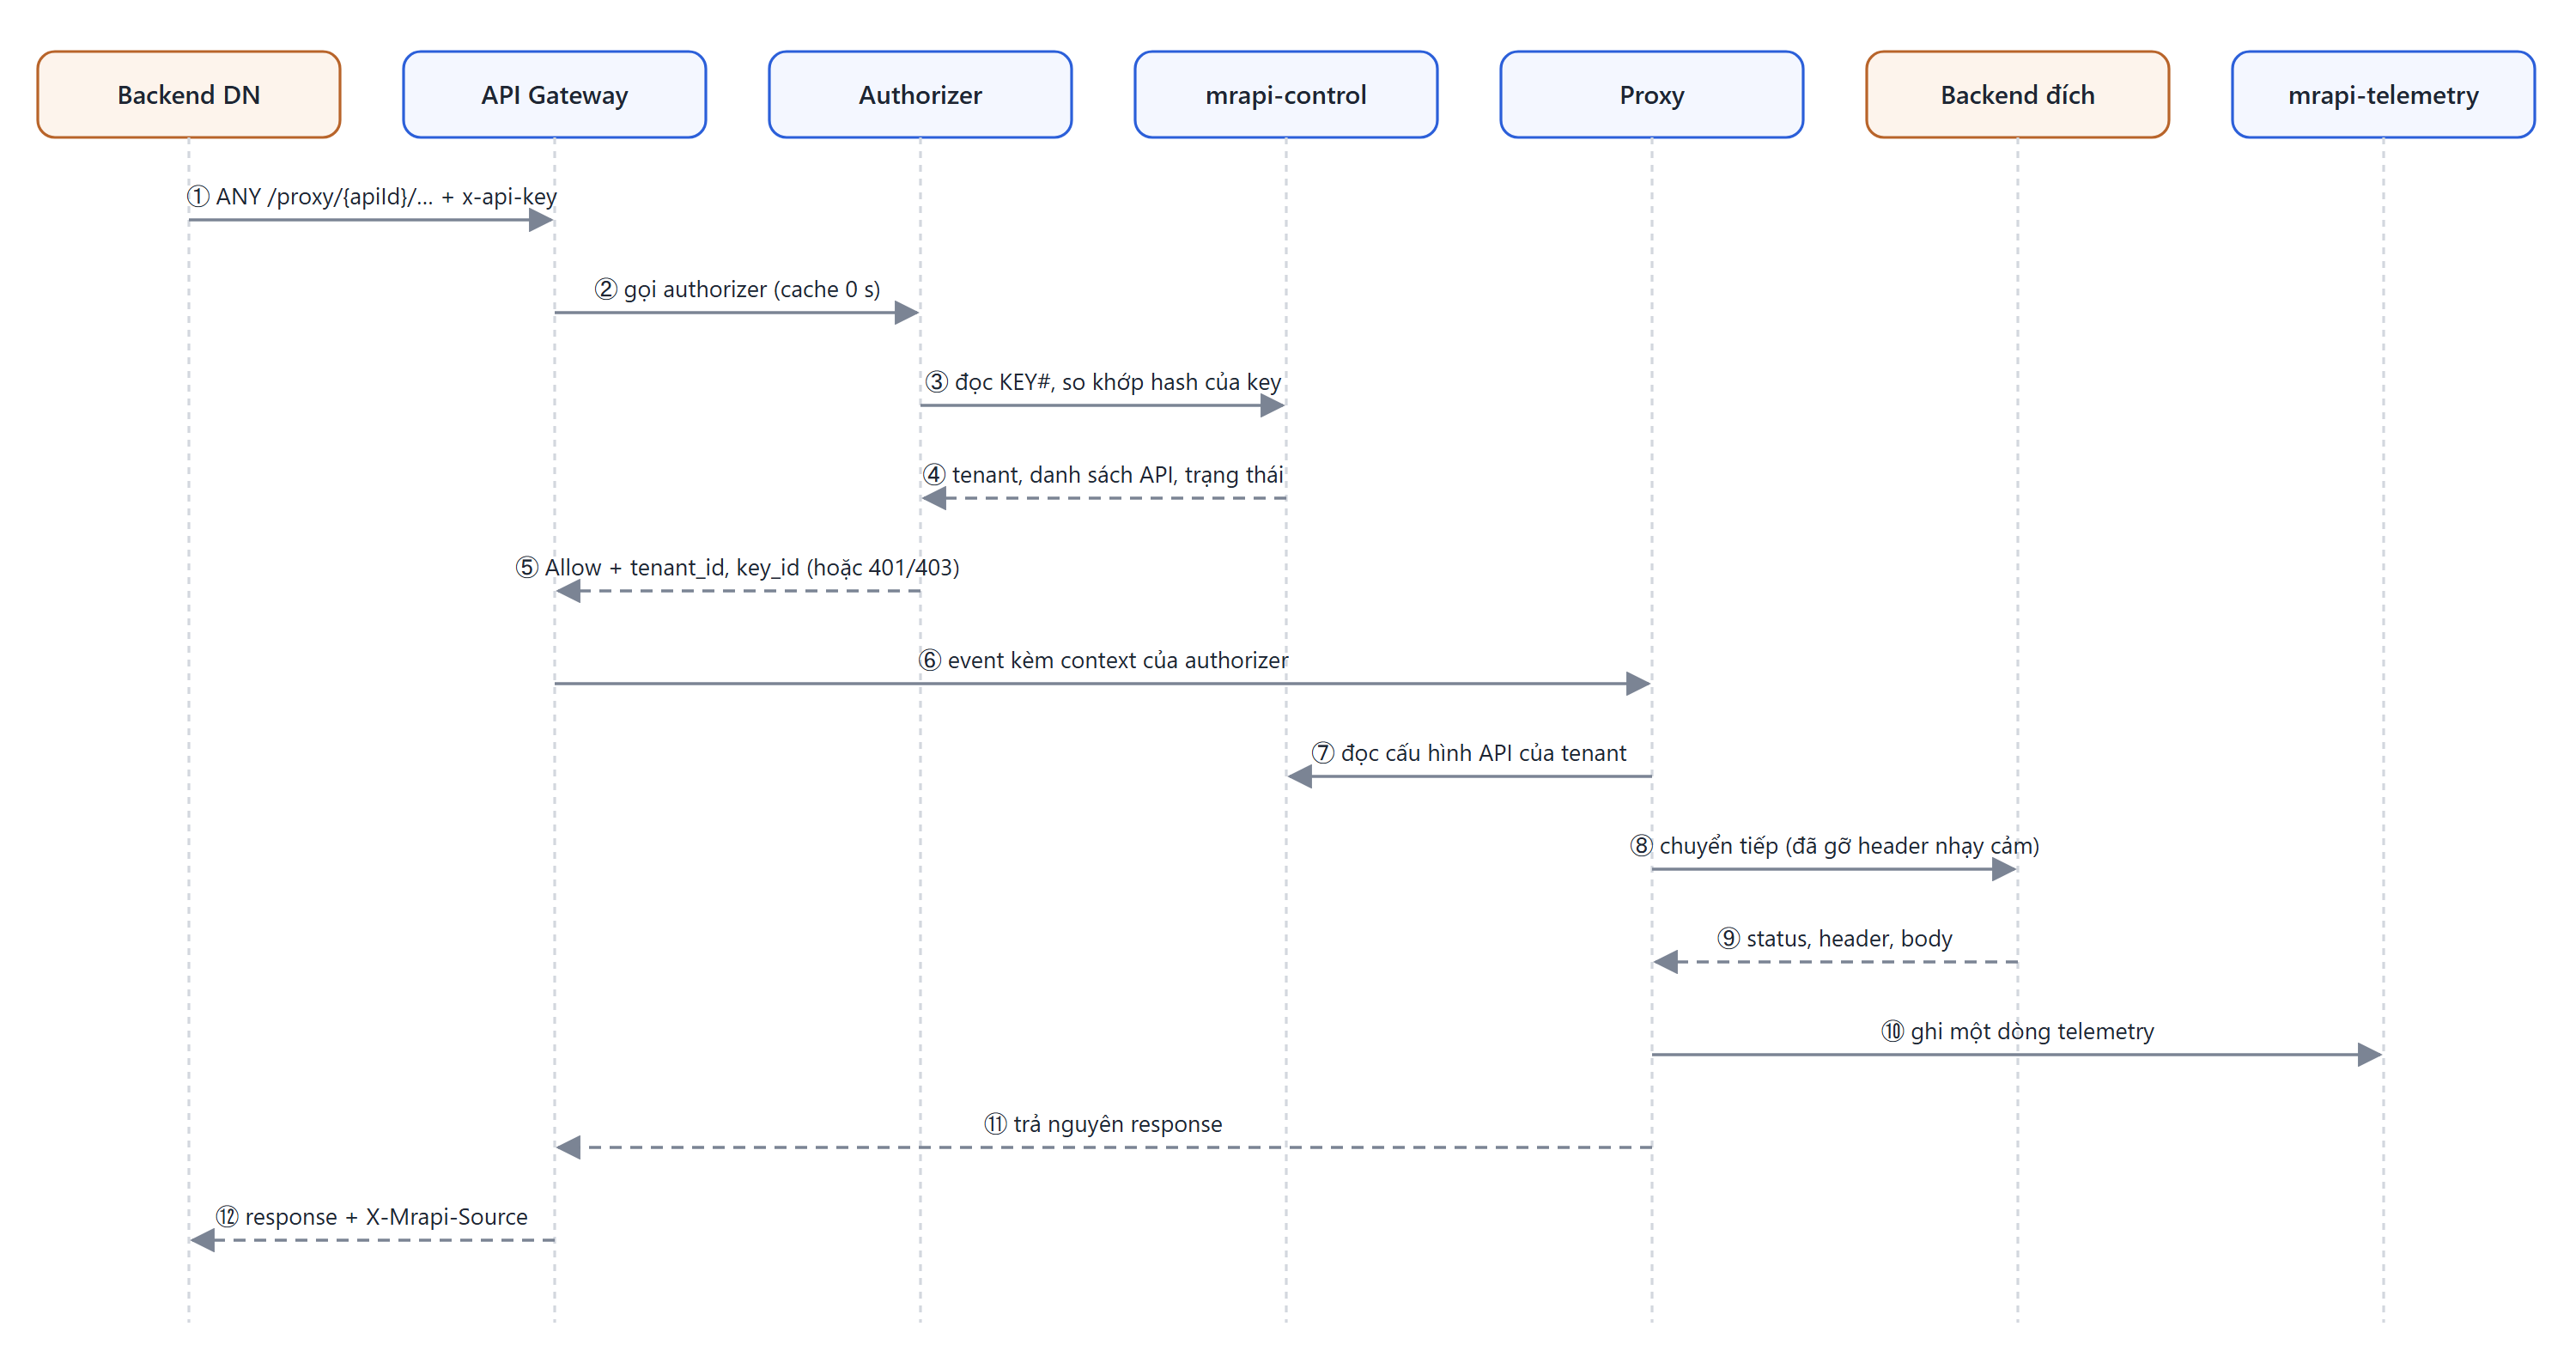 Backend DN
API Gateway
Authorizer
mrapi-control
Proxy
Backend đích
mrapi-telemetry
① ANY /proxy/{apiId}/... + x-api-key
② gọi authorizer (cache 0 s)
③ đọc KEY#, so khớp hash của key
④ tenant, danh sách API, trạng thái
⑤ Allow + tenant_id, key_id (hoặc 401/403)
⑥ event kèm context của authorizer
⑦ đọc cấu hình API của tenant
⑧ chuyển tiếp (đã gỡ header nhạy cảm)
⑨ status, header, body
⑩ ghi một dòng telemetry
⑪ trả nguyên response
⑫ response + X-Mrapi-Source